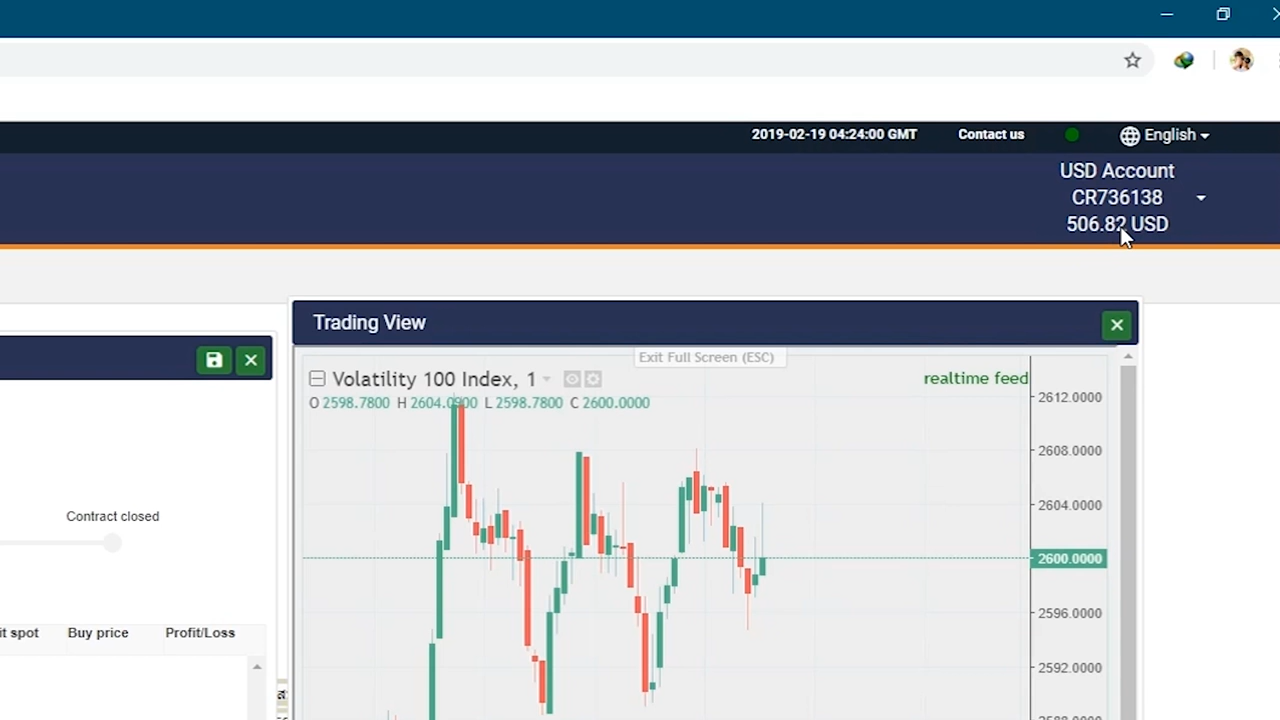 2019-02-19 04:24:00 GMT
Contact us
English
USD Account
CR736138
506.82 USD
Trading View
Exit Full Screen (ESC)
Volatility 100 Index, 1
realtime feed
O 2598.7800 H 2604.0900 L 2598.7800 C 2600.0000
2612.0000
2608.0000
2604.0000
2600.0000
2596.0000
2592.0000
Contract closed
it spot Buy price Profit/Loss